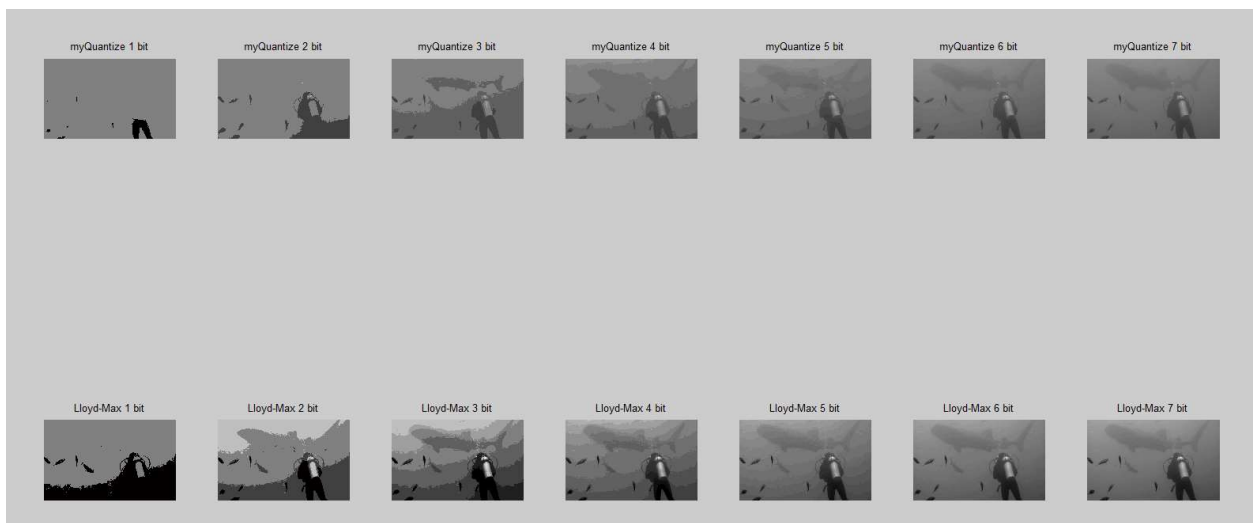 myQuantize 1 bit
myQuantize 2 bit
myQuantize 3 bit
myQuantize 4 bit
myQuantize 5 bit
myQuantize 6 bit
myQuantize 7 bit
Lloyd-Max 1 bit
Lloyd-Max 2 bit
Lloyd-Max 3 bit
Lloyd-Max 4 bit
Lloyd-Max 5 bit
Lloyd-Max 6 bit
Lloyd-Max 7 bit